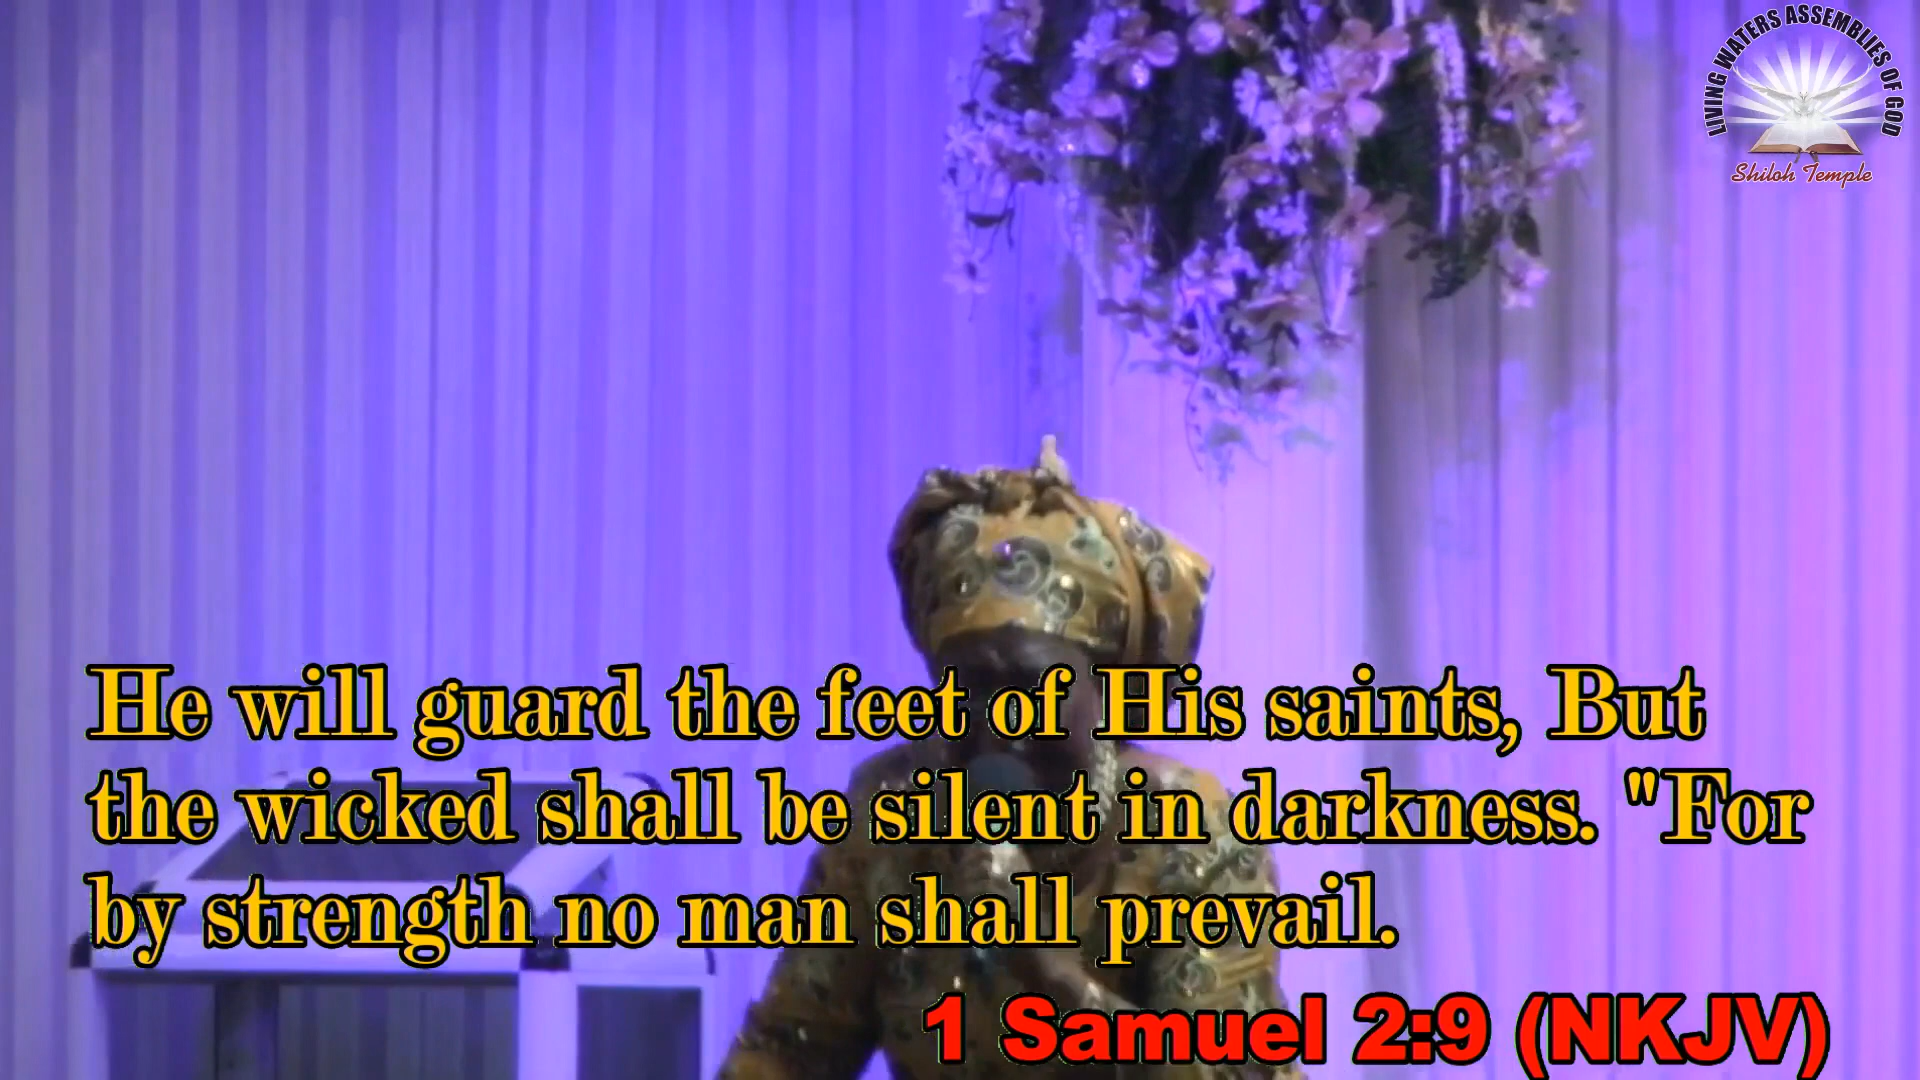 LIVING WATERS ASSEMBLIES OF GOD
Shiloh Temple
He will guard the feet of His saints, But
the wicked shall be silent in darkness. "For
by strength no man shall prevail.
1 Samuel 2:9 (NKJV)